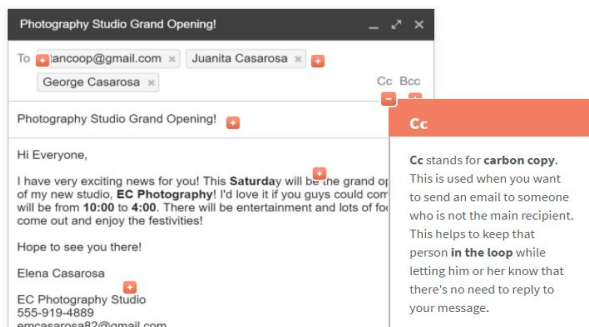 Photography Studio Grand Opening!
To tancoop@gmail.com × Juanita Casarosa ×
George Casarosa × Cc Bcc
Photography Studio Grand Opening!
Hi Everyone,
I have very exciting news for you! This Saturday will be the grand op
of my new studio, EC Photography! I'd love it if you guys could com
will be from 10:00 to 4:00. There will be entertainment and lots of foo
come out and enjoy the festivities!
Hope to see you there!
Elena Casarosa
EC Photography Studio
555-919-4889
emcasarosa82@gmail.com
Cc
Cc stands for carbon copy.
This is used when you want
to send an email to someone
who is not the main recipient.
This helps to keep that
person in the loop while
letting him or her know that
there's no need to reply to
your message.